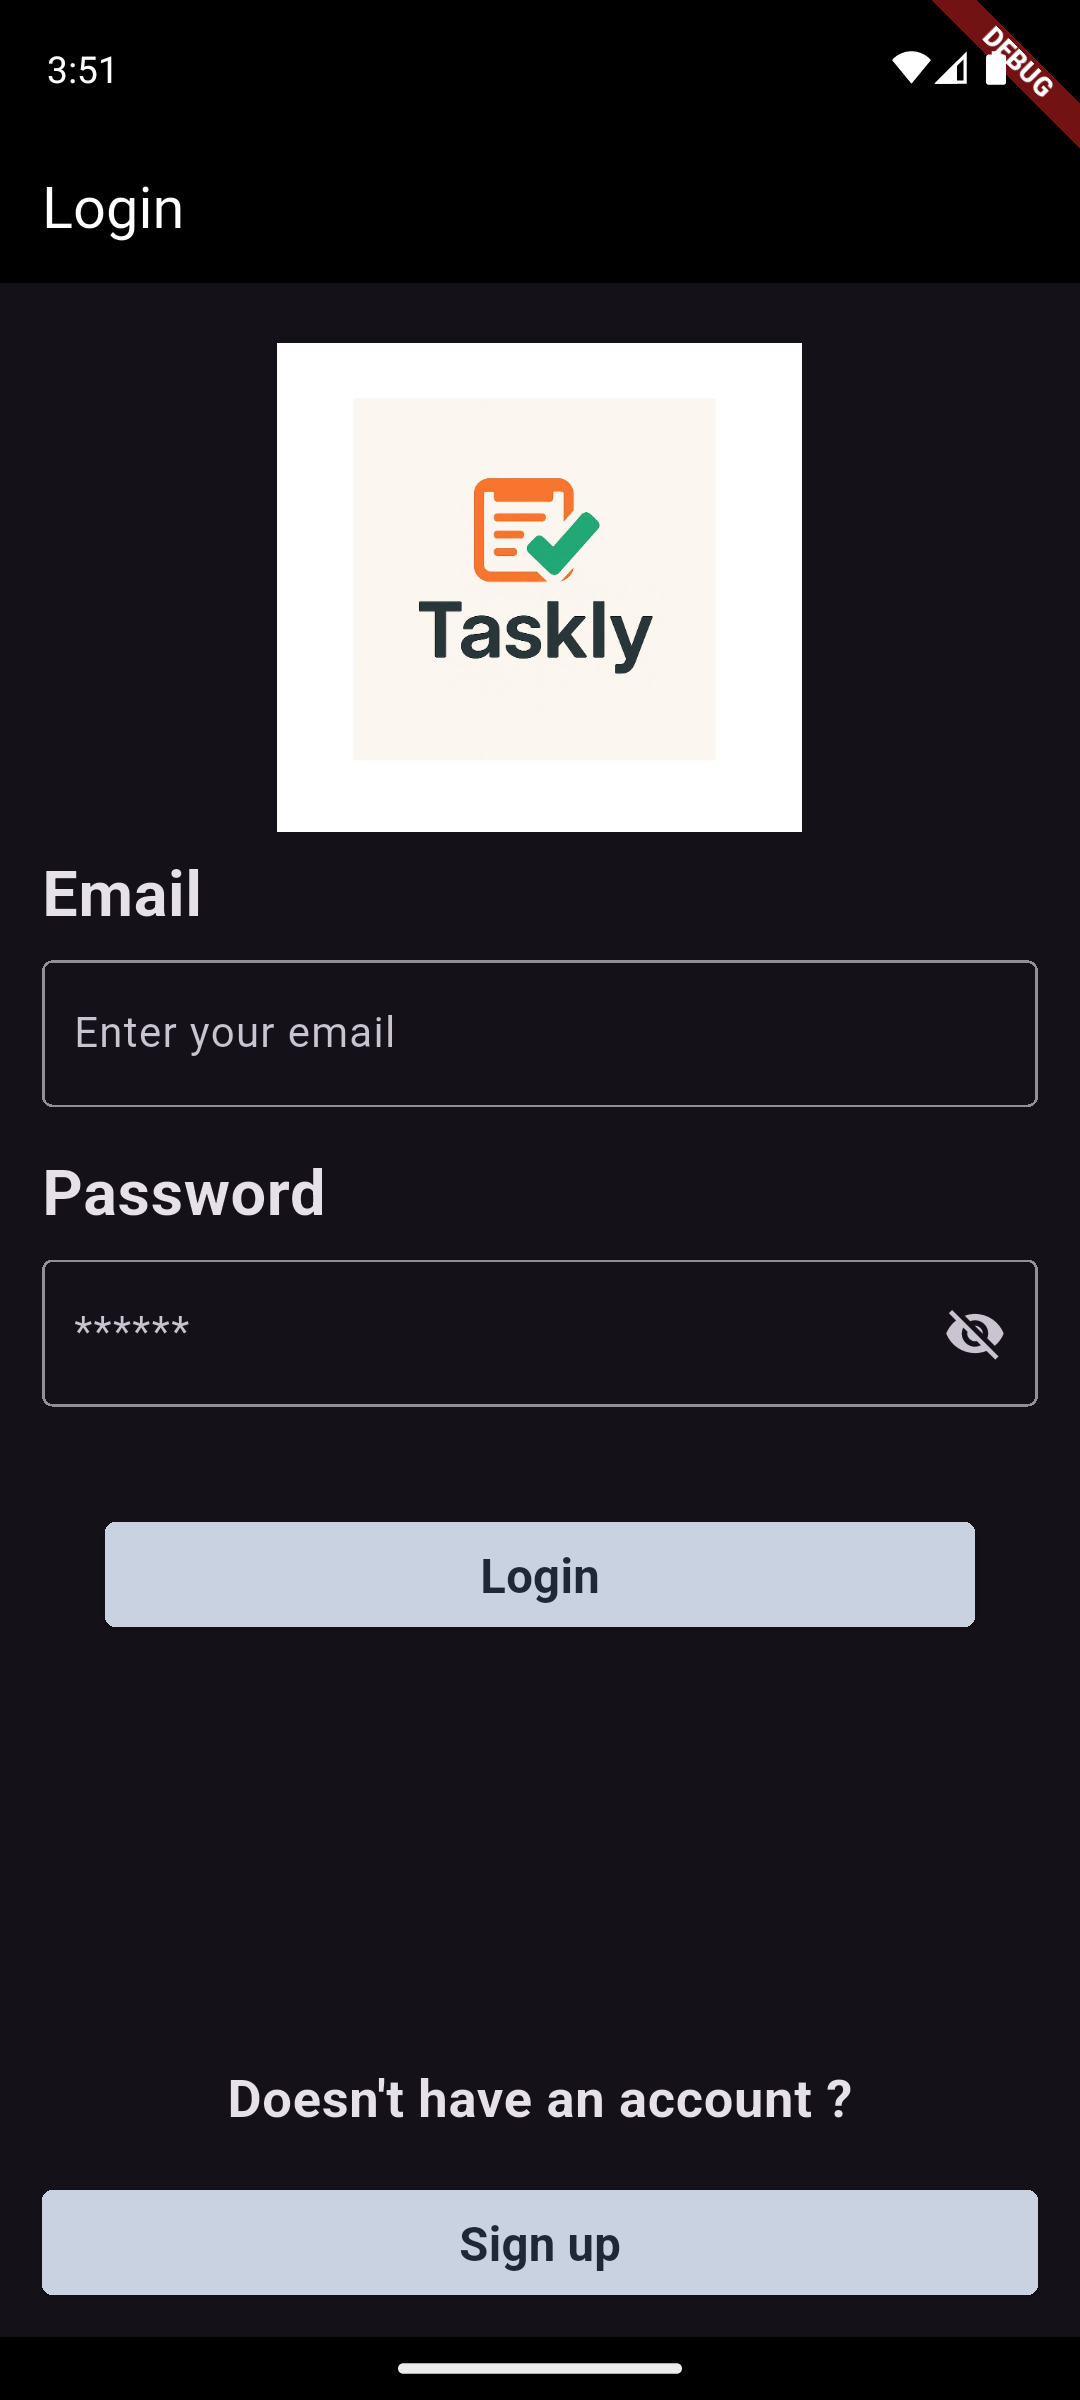 3:51
DEBUG
Login
Taskly
Email
Enter your email
Password
******
Login
Doesn't have an account ?
Sign up